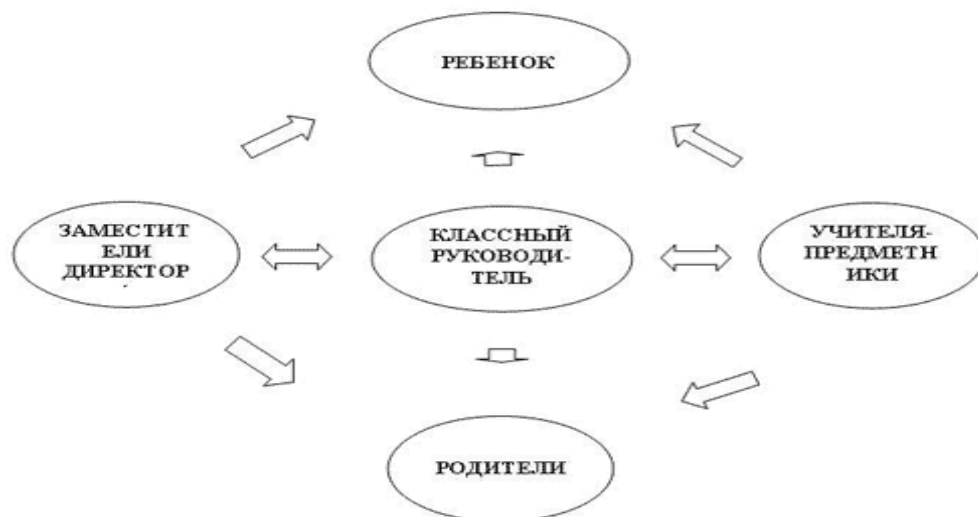 РЕБЕНОК
ЗАМЕСТИТ
ЕЛИ
ДИРЕКТОР
КЛАССНЫЙ
РУКОВОДИ-
ТЕЛЬ
УЧИТЕЛЯ-
ПРЕДМЕТН
ИКИ
РОДИТЕЛИ